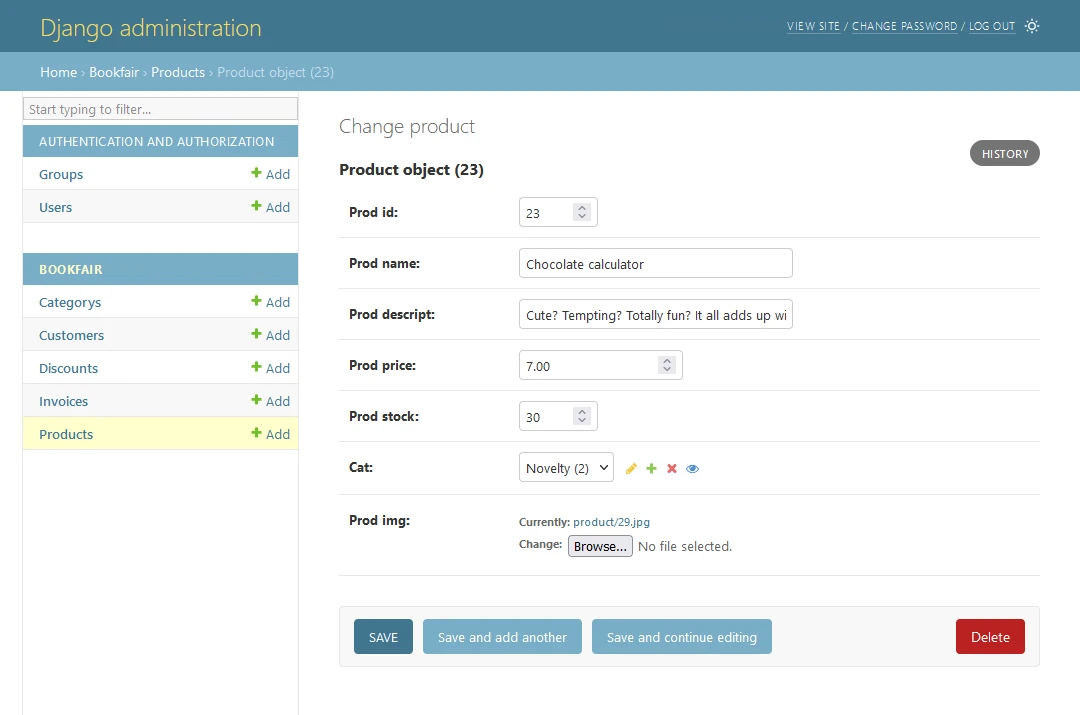 Django administration
VIEW SITE / CHANGE PASSWORD / LOG OUT
Home › Bookfair › Products › Product object (23)
Start typing to filter...
AUTHENTICATION AND AUTHORIZATION
Groups Add
Users Add
BOOKFAIR
Categorys Add
Customers Add
Discounts Add
Invoices Add
Products Add
Change product
HISTORY
Product object (23)
Prod id: 23
Prod name: Chocolate calculator
Prod descript: Cute? Tempting? Totally fun? It all adds up wi
Prod price: 7.00
Prod stock: 30
Cat: Novelty (2)
Prod img: Currently: product/29.jpg
Change: Browse... No file selected.
SAVE Save and add another Save and continue editing Delete